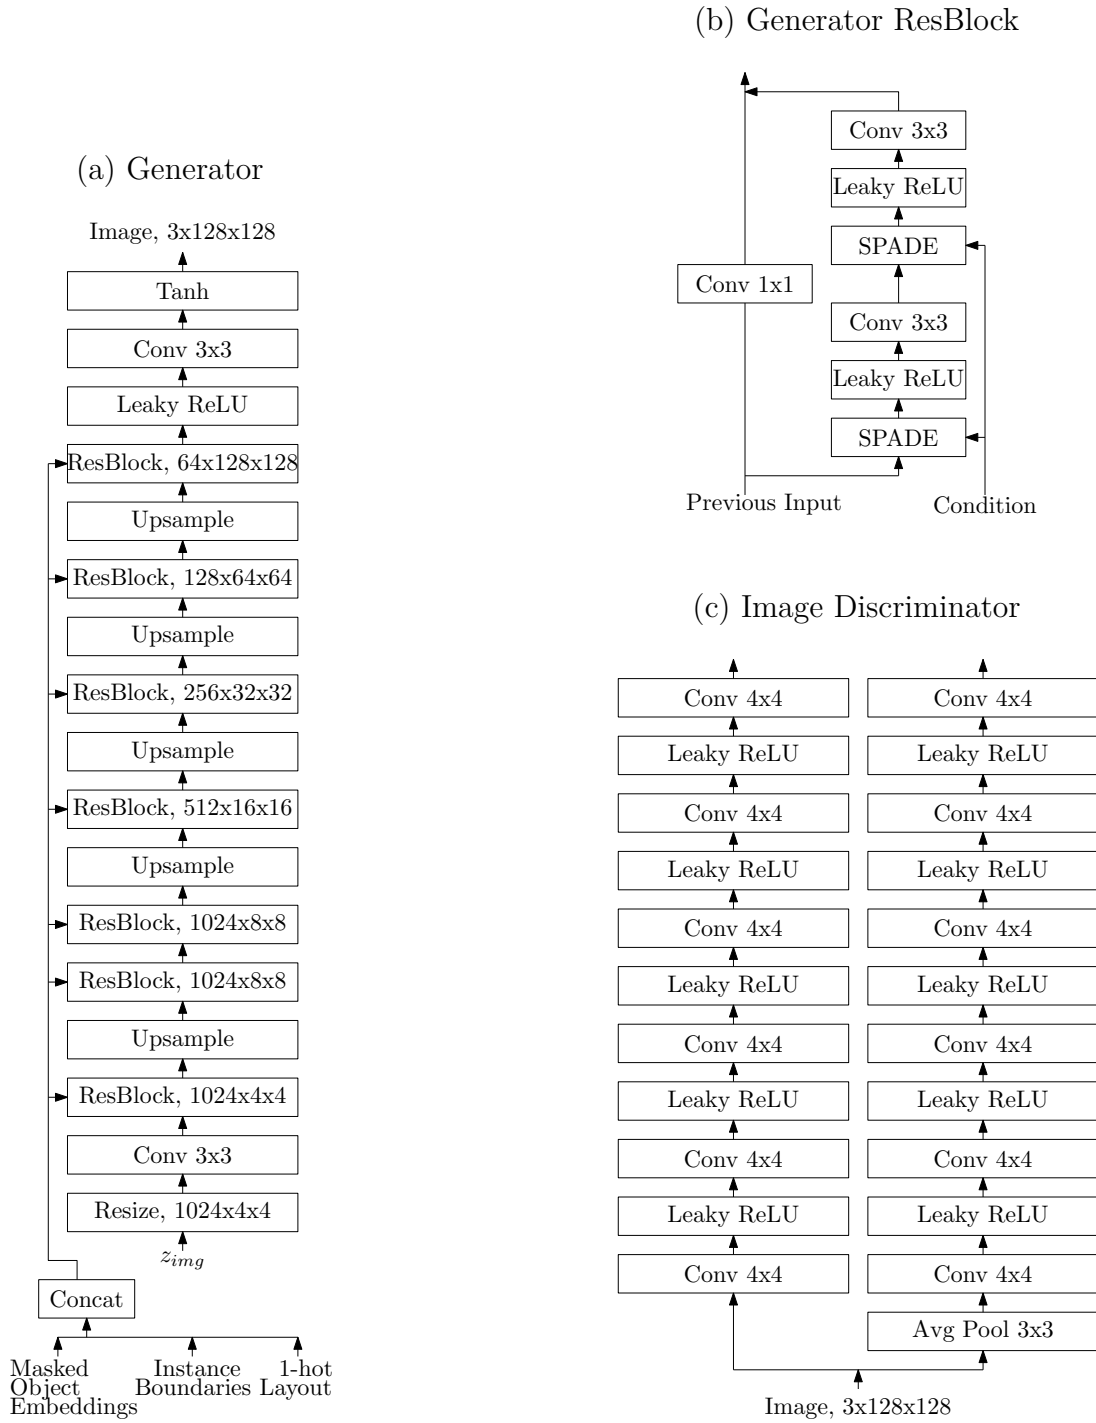 (a) Generator
Image, 3x128x128
Tanh
Conv 3x3
Leaky ReLU
ResBlock, 64x128x128
Upsample
ResBlock, 128x64x64
Upsample
ResBlock, 256x32x32
Upsample
ResBlock, 512x16x16
Upsample
ResBlock, 1024x8x8
ResBlock, 1024x8x8
Upsample
ResBlock, 1024x4x4
Conv 3x3
Resize, 1024x4x4
z_{img}
Concat
Masked
Object
Embeddings
Instance
Boundaries
1-hot
Layout
(b) Generator ResBlock
Conv 3x3
Leaky ReLU
SPADE
Conv 1x1
Conv 3x3
Leaky ReLU
SPADE
Previous Input
Condition
(c) Image Discriminator
Conv 4x4
Leaky ReLU
Conv 4x4
Leaky ReLU
Conv 4x4
Leaky ReLU
Conv 4x4
Leaky ReLU
Conv 4x4
Leaky ReLU
Conv 4x4
Conv 4x4
Leaky ReLU
Conv 4x4
Leaky ReLU
Conv 4x4
Leaky ReLU
Conv 4x4
Leaky ReLU
Conv 4x4
Leaky ReLU
Conv 4x4
Avg Pool 3x3
Image, 3x128x128